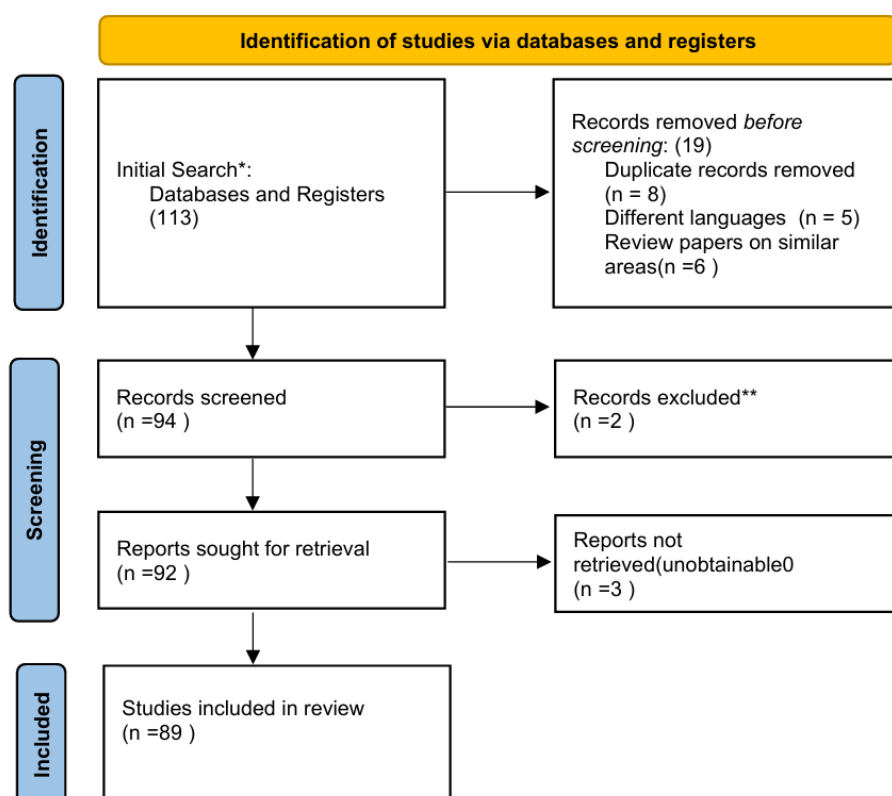 Identification of studies via databases and registers
Identification
Initial Search*:
Databases and Registers
(113)
Records removed before
screening: (19)
Duplicate records removed
(n = 8)
Different languages (n = 5)
Review papers on similar
areas(n =6 )
Screening
Records screened
(n =94 )
Records excluded**
(n =2 )
Reports sought for retrieval
(n =92 )
Reports not
retrieved(unobtainable0
(n =3 )
Included
Studies included in review
(n =89 )